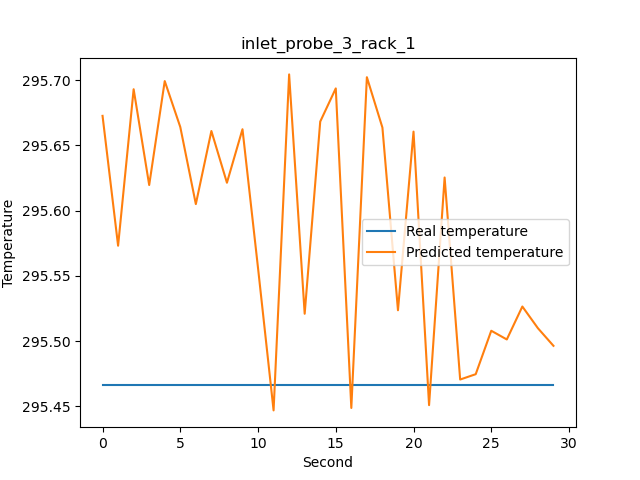 inlet_probe_3_rack_1
295.70
295.65
295.60
295.55
295.50
295.45
Temperature
Real temperature
Predicted temperature
0 5 10 15 20 25 30
Second